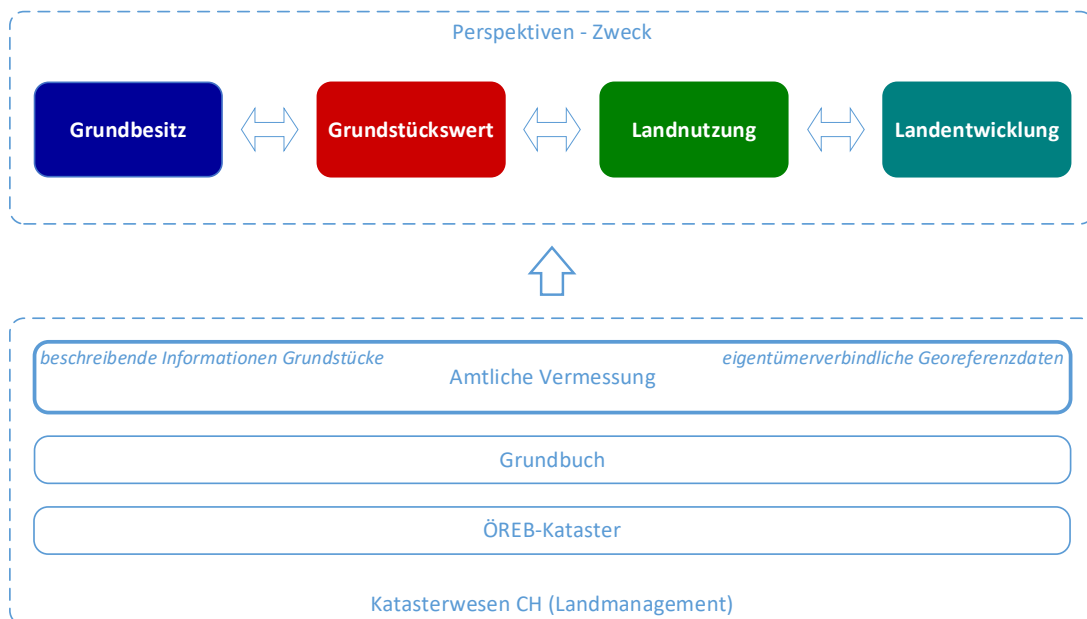 Perspektiven - Zweck
Grundbesitz
Grundstückswert
Landnutzung
Landentwicklung
beschreibende Informationen Grundstücke
eigentümerverbindliche Georeferenzdaten
Amtliche Vermessung
Grundbuch
ÖREB-Kataster
Katasterwesen CH (Landmanagement)